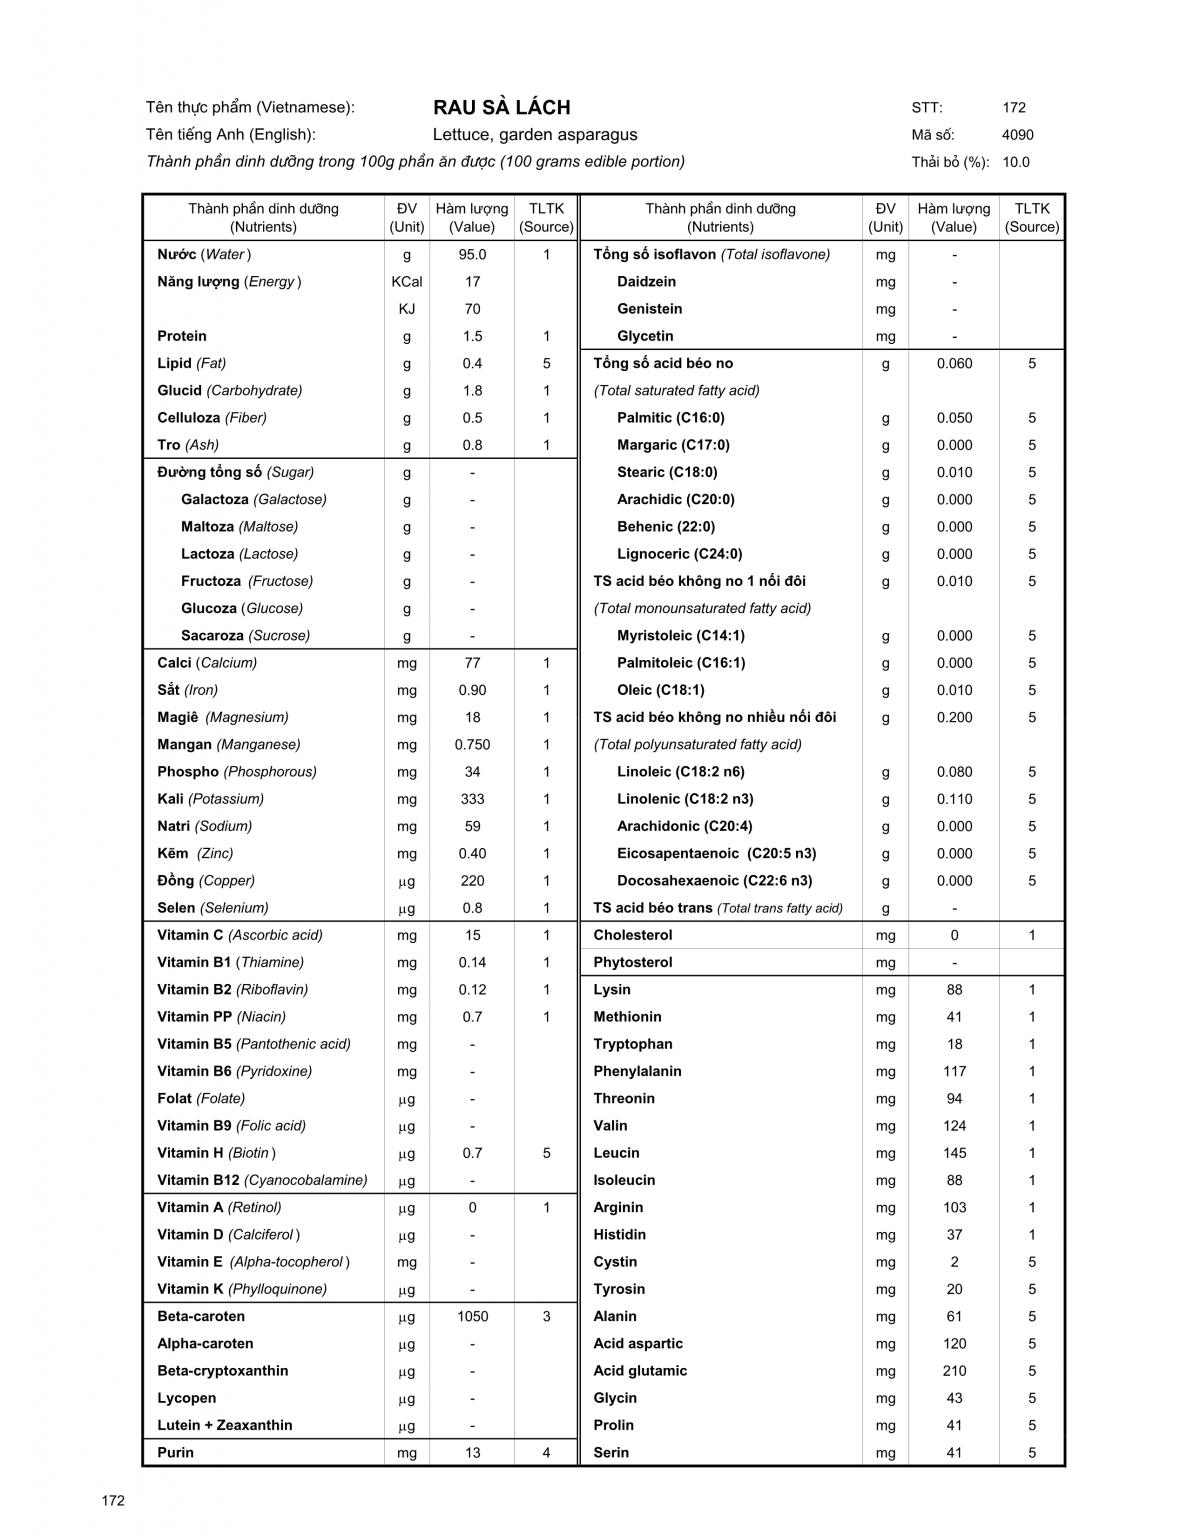 Tên thực phẩm (Vietnamese): RAU SÀ LÁCH STT: 172
Tên tiếng Anh (English): Lettuce, garden asparagus Mã số: 4090
Thành phần dinh dưỡng trong 100g phần ăn được (100 grams edible portion) Thải bỏ (%): 10.0
Thành phần dinh dưỡng ĐV Hàm lượng TLTK Thành phần dinh dưỡng ĐV Hàm lượng TLTK
(Nutrients) (Unit) (Value) (Source) (Nutrients) (Unit) (Value) (Source)
Nước (Water) g 95.0 1 Tổng số isoflavon (Total isoflavone) mg -
Năng lượng (Energy) KCal 17 Daidzein mg -
KJ 70 Genistein mg -
Protein g 1.5 1 Glycetin mg -
Lipid (Fat) g 0.4 5 Tổng số acid béo no g 0.060 5
Glucid (Carbohydrate) g 1.8 1 (Total saturated fatty acid)
Celluloza (Fiber) g 0.5 1 Palmitic (C16:0) g 0.050 5
Tro (Ash) g 0.8 1 Margaric (C17:0) g 0.000 5
Đường tổng số (Sugar) g - Stearic (C18:0) g 0.010 5
Galactoza (Galactose) g - Arachidic (C20:0) g 0.000 5
Maltoza (Maltose) g - Behenic (22:0) g 0.000 5
Lactoza (Lactose) g - Lignoceric (C24:0) g 0.000 5
Fructoza (Fructose) g - TS acid béo không no 1 nối đôi g 0.010 5
Glucoza (Glucose) g - (Total monounsaturated fatty acid)
Sacaroza (Sucrose) g - Myristoleic (C14:1) g 0.000 5
Calci (Calcium) mg 77 1 Palmitoleic (C16:1) g 0.000 5
Sắt (Iron) mg 0.90 1 Oleic (C18:1) g 0.010 5
Magiê (Magnesium) mg 18 1 TS acid béo không no nhiều nối đôi g 0.200 5
Mangan (Manganese) mg 0.750 1 (Total polyunsaturated fatty acid)
Phospho (Phosphorous) mg 34 1 Linoleic (C18:2 n6) g 0.080 5
Kali (Potassium) mg 333 1 Linolenic (C18:2 n3) g 0.110 5
Natri (Sodium) mg 59 1 Arachidonic (C20:4) g 0.000 5
Kẽm (Zinc) mg 0.40 1 Eicosapentaenoic (C20:5 n3) g 0.000 5
Đồng (Copper) µg 220 1 Docosahexaenoic (C22:6 n3) g 0.000 5
Selen (Selenium) µg 0.8 1 TS acid béo trans (Total trans fatty acid) g -
Vitamin C (Ascorbic acid) mg 15 1 Cholesterol mg 0 1
Vitamin B1 (Thiamine) mg 0.14 1 Phytosterol mg -
Vitamin B2 (Riboflavin) mg 0.12 1 Lysin mg 88 1
Vitamin PP (Niacin) mg 0.7 1 Methionin mg 41 1
Vitamin B5 (Pantothenic acid) mg - Tryptophan mg 18 1
Vitamin B6 (Pyridoxine) mg - Phenylalanin mg 117 1
Folat (Folate) µg - Threonin mg 94 1
Vitamin B9 (Folic acid) µg - Valin mg 124 1
Vitamin H (Biotin) µg 0.7 5 Leucin mg 145 1
Vitamin B12 (Cyanocobalamine) µg - Isoleucin mg 88 1
Vitamin A (Retinol) µg 0 1 Arginin mg 103 1
Vitamin D (Calciferol) µg - Histidin mg 37 1
Vitamin E (Alpha-tocopherol) mg - Cystin mg 2 5
Vitamin K (Phylloquinone) µg - Tyrosin mg 20 5
Beta-caroten µg 1050 3 Alanin mg 61 5
Alpha-caroten µg - Acid aspartic mg 120 5
Beta-cryptoxanthin µg - Acid glutamic mg 210 5
Lycopen µg - Glycin mg 43 5
Lutein + Zeaxanthin µg - Prolin mg 41 5
Purin mg 13 4 Serin mg 41 5
172